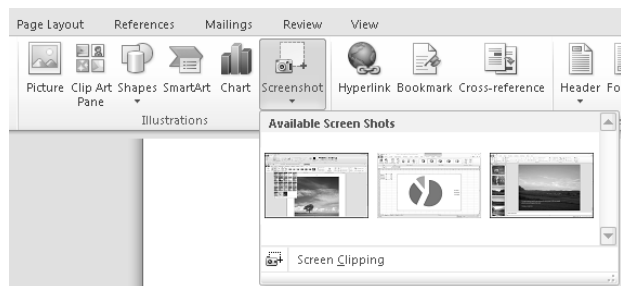 Page Layout References Mailings Review View
Picture Clip Art Shapes SmartArt Chart Screenshot Hyperlink Bookmark Cross-reference Header Fo
Pane
Illustrations
Available Screen Shots
Screen Clipping